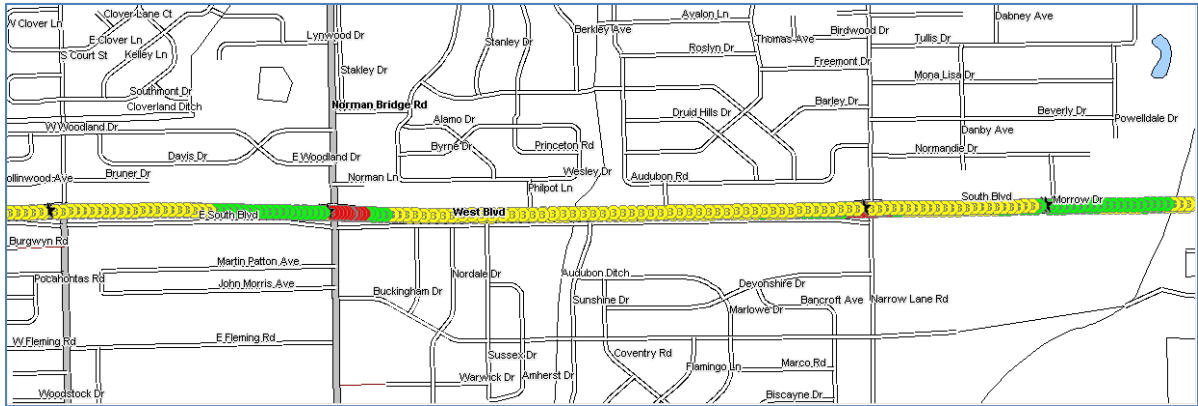 Clover Lane Ct
W Clover Ln
E Clover Ln
S Court St
Kelley Ln
Lynwood Dr
Stanley Dr
Berkley Ave
Avalon Ln
Thomas Ave
Birdwood Dr
Dabney Ave
Tullis Dr
Roslyn Dr
Freemont Dr
Stakley Dr
Mona Lisa Dr
Southmont Dr
Cloverland Ditch
Norman Bridge Rd
Barley Dr
Druid Hills Dr
Beverly Dr
Powelldale Dr
W Woodland Dr
Alamo Dr
Danby Ave
Byrne Dr
Princeton Rd
Normandie Dr
Davis Dr
E Woodland Dr
ollinwood Ave
Bruner Dr
Norman Ln
Wesley Dr
Audubon Rd
Philpot Ln
South Blvd
Morrow Dr
E South Blvd
West Blvd
Burgwyn Rd
Martin Patton Ave
Pocahontas Rd
Nordale Dr
Audubon Ditch
John Morris Ave
Buckingham Dr
Devonshire Dr
Sunshine Dr
Bancroft Ave
Narrow Lane Rd
Marlowe Dr
W Fleming Rd
E Fleming Rd
Sussex Dr
Coventry Rd
Marco Rd
Flamingo Ln
Warwick Dr
Amherst Dr
Woodstock Dr
Biscayne Dr